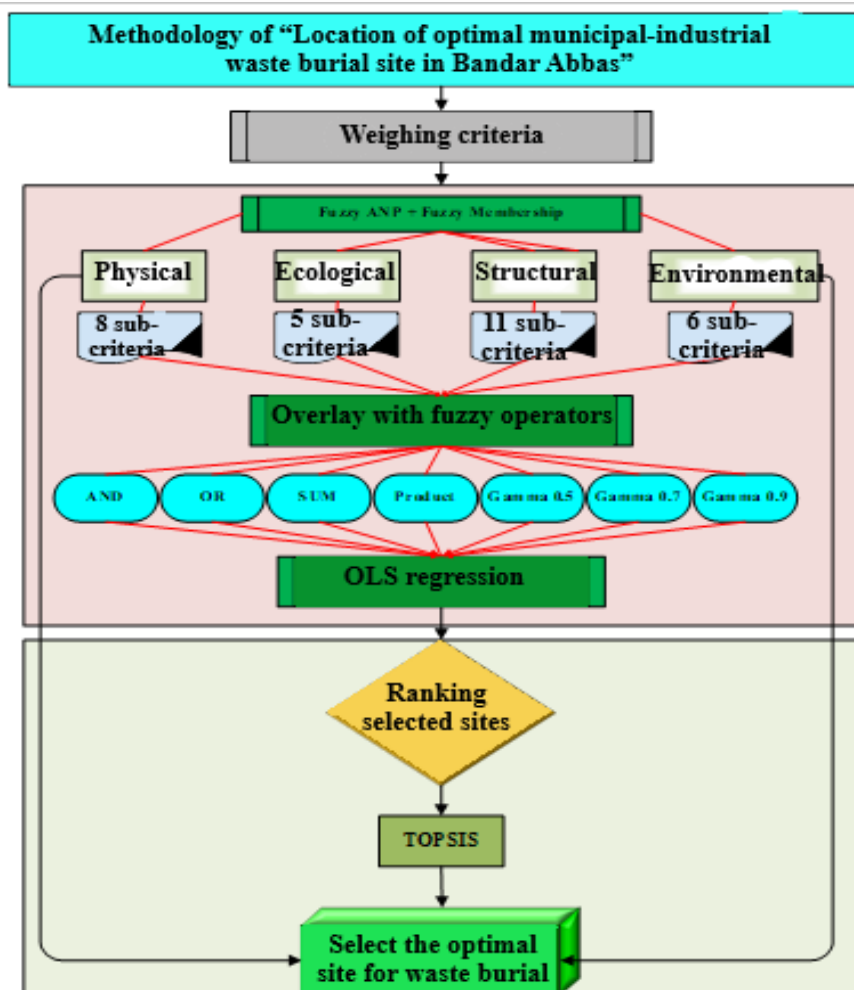 Methodology of “Location of optimal municipal-industrial
waste burial site in Bandar Abbas”
Weighing criteria
Fuzzy ANP + Fuzzy Membership
Physical
Ecological
Structural
Environmental
8 sub-
criteria
5 sub-
criteria
11 sub-
criteria
6 sub-
criteria
Overlay with fuzzy operators
AND
OR
SUM
Product
Gamma 0.5
Gamma 0.7
Gamma 0.9
OLS regression
Ranking
selected sites
TOPSIS
Select the optimal
site for waste burial